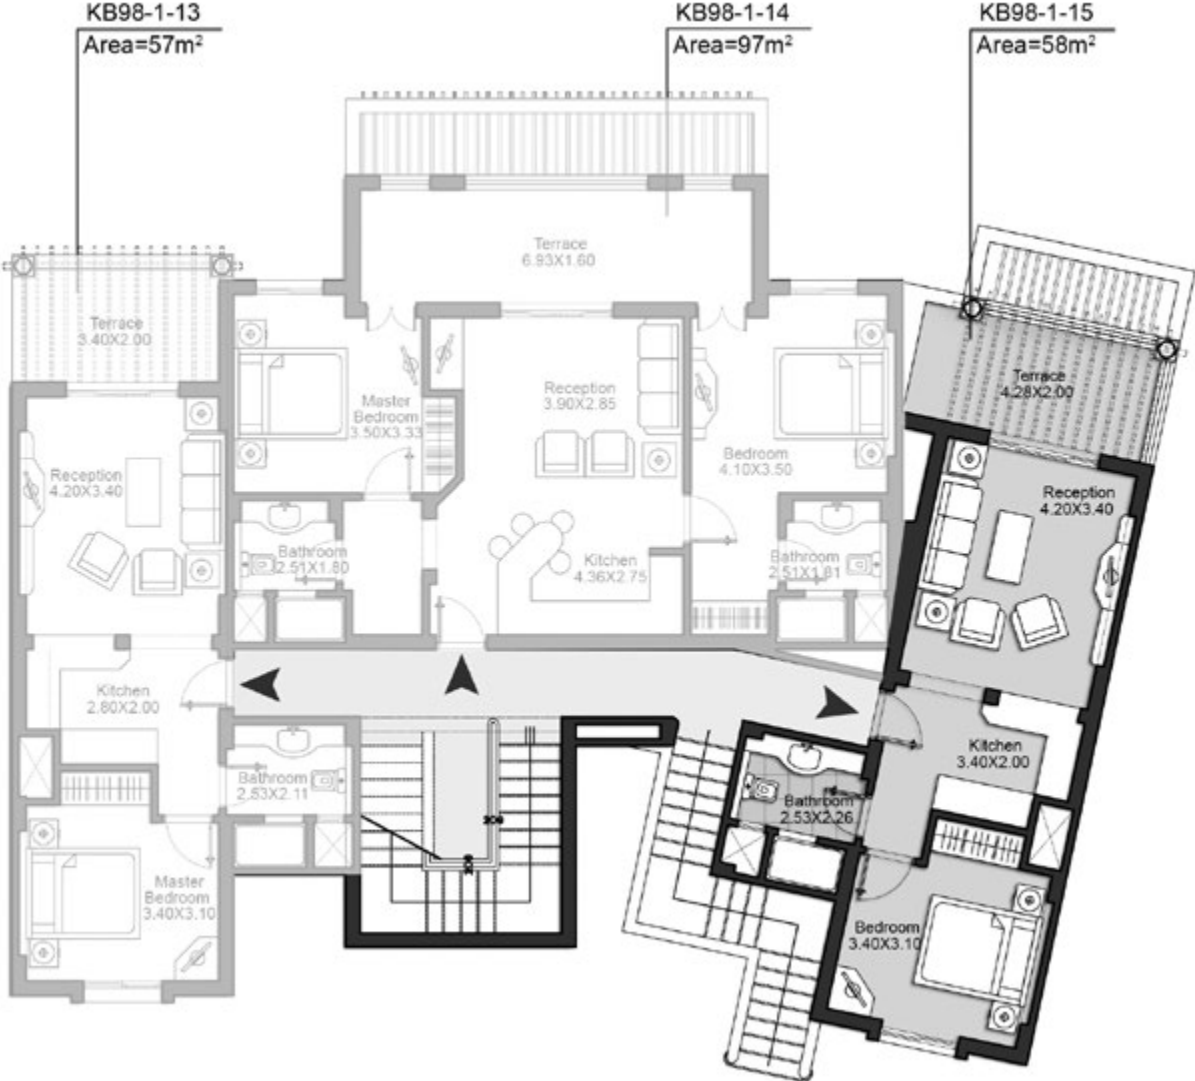 KB98-1-13
Area=57m²
KB98-1-14
Area=97m²
KB98-1-15
Area=58m²
Terrace
6.93X1.60
Terrace
3.40X2.00
Terrace
4.28X2.00
Master
Bedroom
3.50X3.33
Reception
3.90X2.85
Bedroom
4.10X3.50
Reception
4.20X3.40
Reception
4.20X3.40
Bathroom
2.51X1.80
Kitchen
4.36X2.75
Bathroom
2.51X1.81
Kitchen
2.80X2.00
Kitchen
3.40X2.00
Bathroom
2.53X2.11
Bathroom
2.53X2.26
Master
Bedroom
3.40X3.10
Bedroom
3.40X3.10